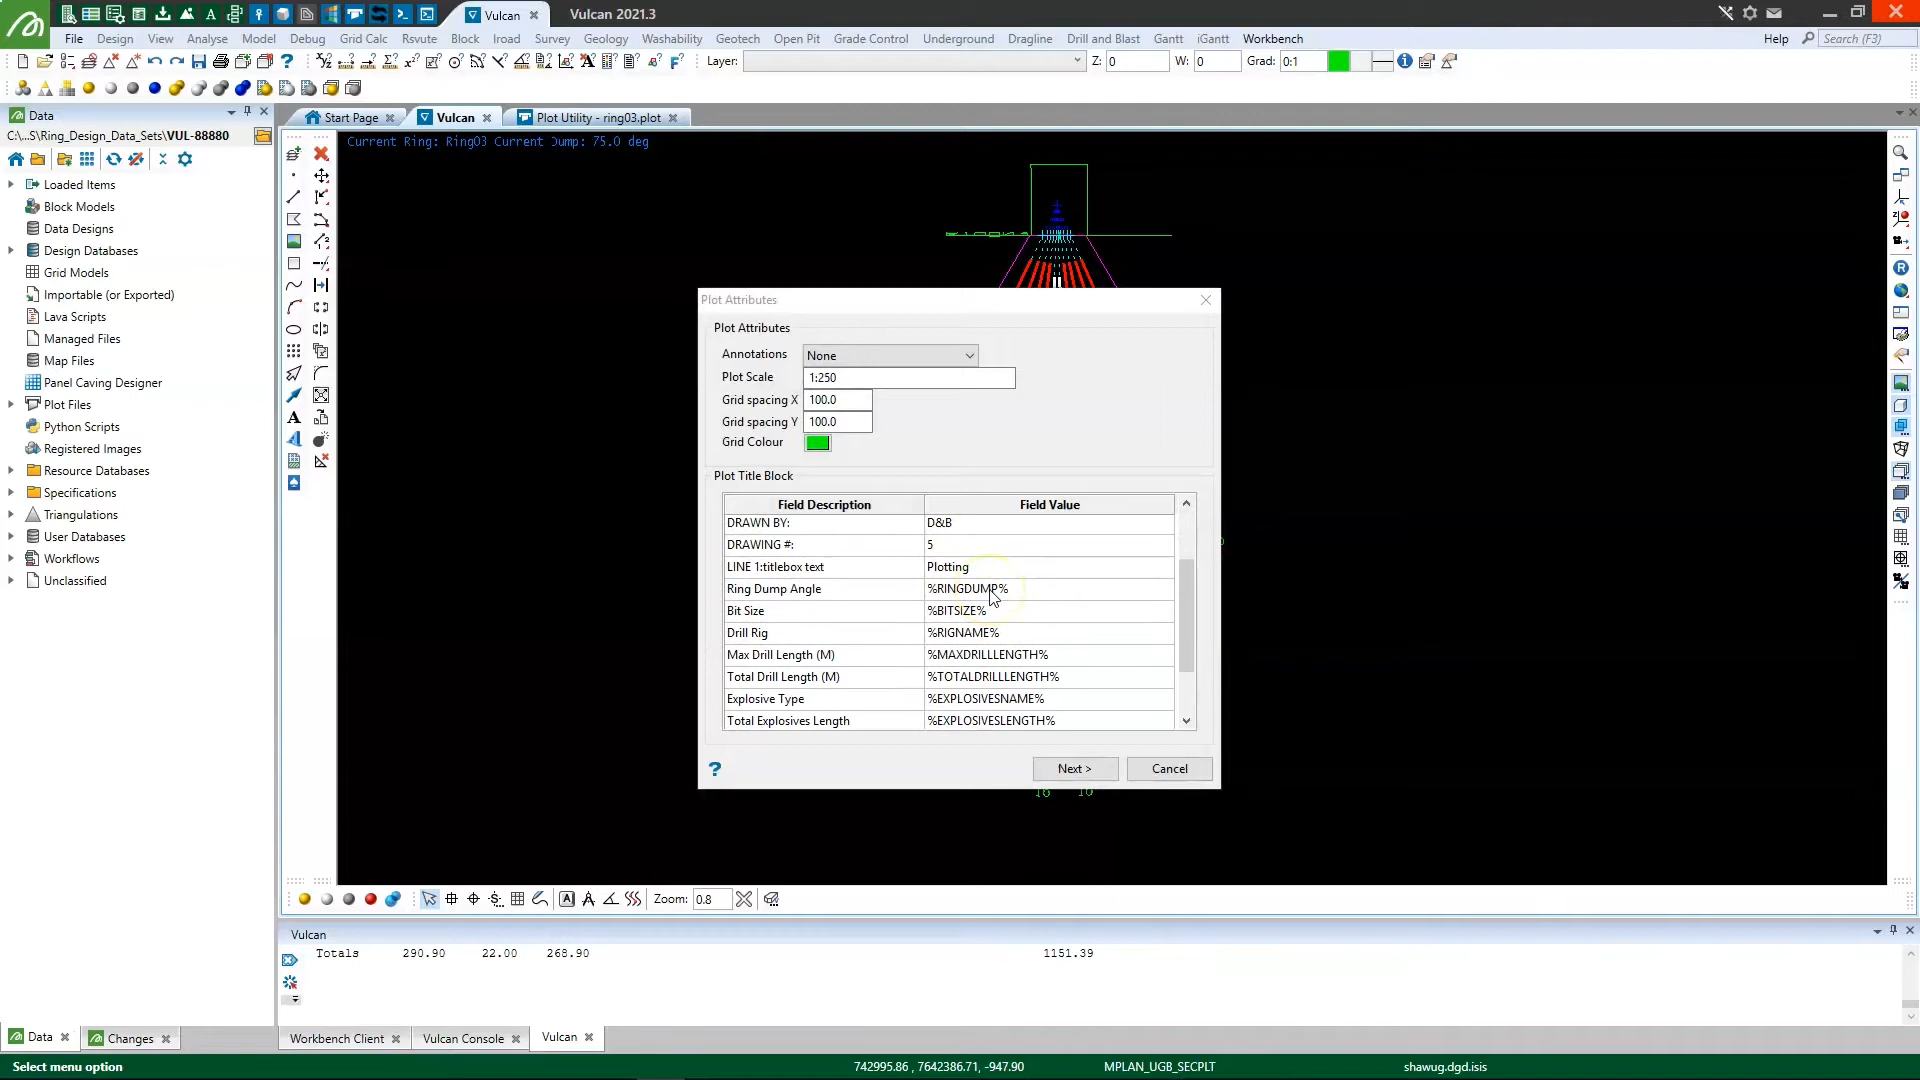 Vulcan
Vulcan 2021.3
File Design View Analyse Model Debug Grid Calc Rsvute Block Iroad Survey Geology Washability Geotech Open Pit Grade Control Underground Dragline Drill and Blast Gantt iGantt Workbench Help Search (F3)
Layer: Z: 0 W: 0 Grad: 0:1
Data
C:\...S\Ring_Design_Data_Sets\VUL-88880
Start Page Vulcan Plot Utility - ring03.plot
Current Ring: Ring03 Current Dump: 75.0 deg
Loaded Items
Block Models
Data Designs
Design Databases
Grid Models
Importable (or Exported)
Lava Scripts
Managed Files
Map Files
Panel Caving Designer
Plot Files
Python Scripts
Registered Images
Resource Databases
Specifications
Triangulations
User Databases
Workflows
Unclassified
Plot Attributes
Plot Attributes
Annotations None
Plot Scale 1:250
Grid spacing X 100.0
Grid spacing Y 100.0
Grid Colour
Plot Title Block
Field Description Field Value
DRAWN BY: D&B
DRAWING #: 5
LINE 1:titlebox text Plotting
Ring Dump Angle %RINGDUMP%
Bit Size %BITSIZE%
Drill Rig %RIGNAME%
Max Drill Length (M) %MAXDRILLLENGTH%
Total Drill Length (M) %TOTALDRILLLENGTH%
Explosive Type %EXPLOSIVESNAME%
Total Explosives Length %EXPLOSIVESLENGTH%
? Next > Cancel
16 10
Zoom: 0.8
Vulcan
Totals 290.90 22.00 268.90 1151.39
Data Changes Workbench Client Vulcan Console Vulcan
Select menu option 742995.86 , 7642386.71, -947.90 MPLAN_UGB_SECPLT shawug.dgd.isis